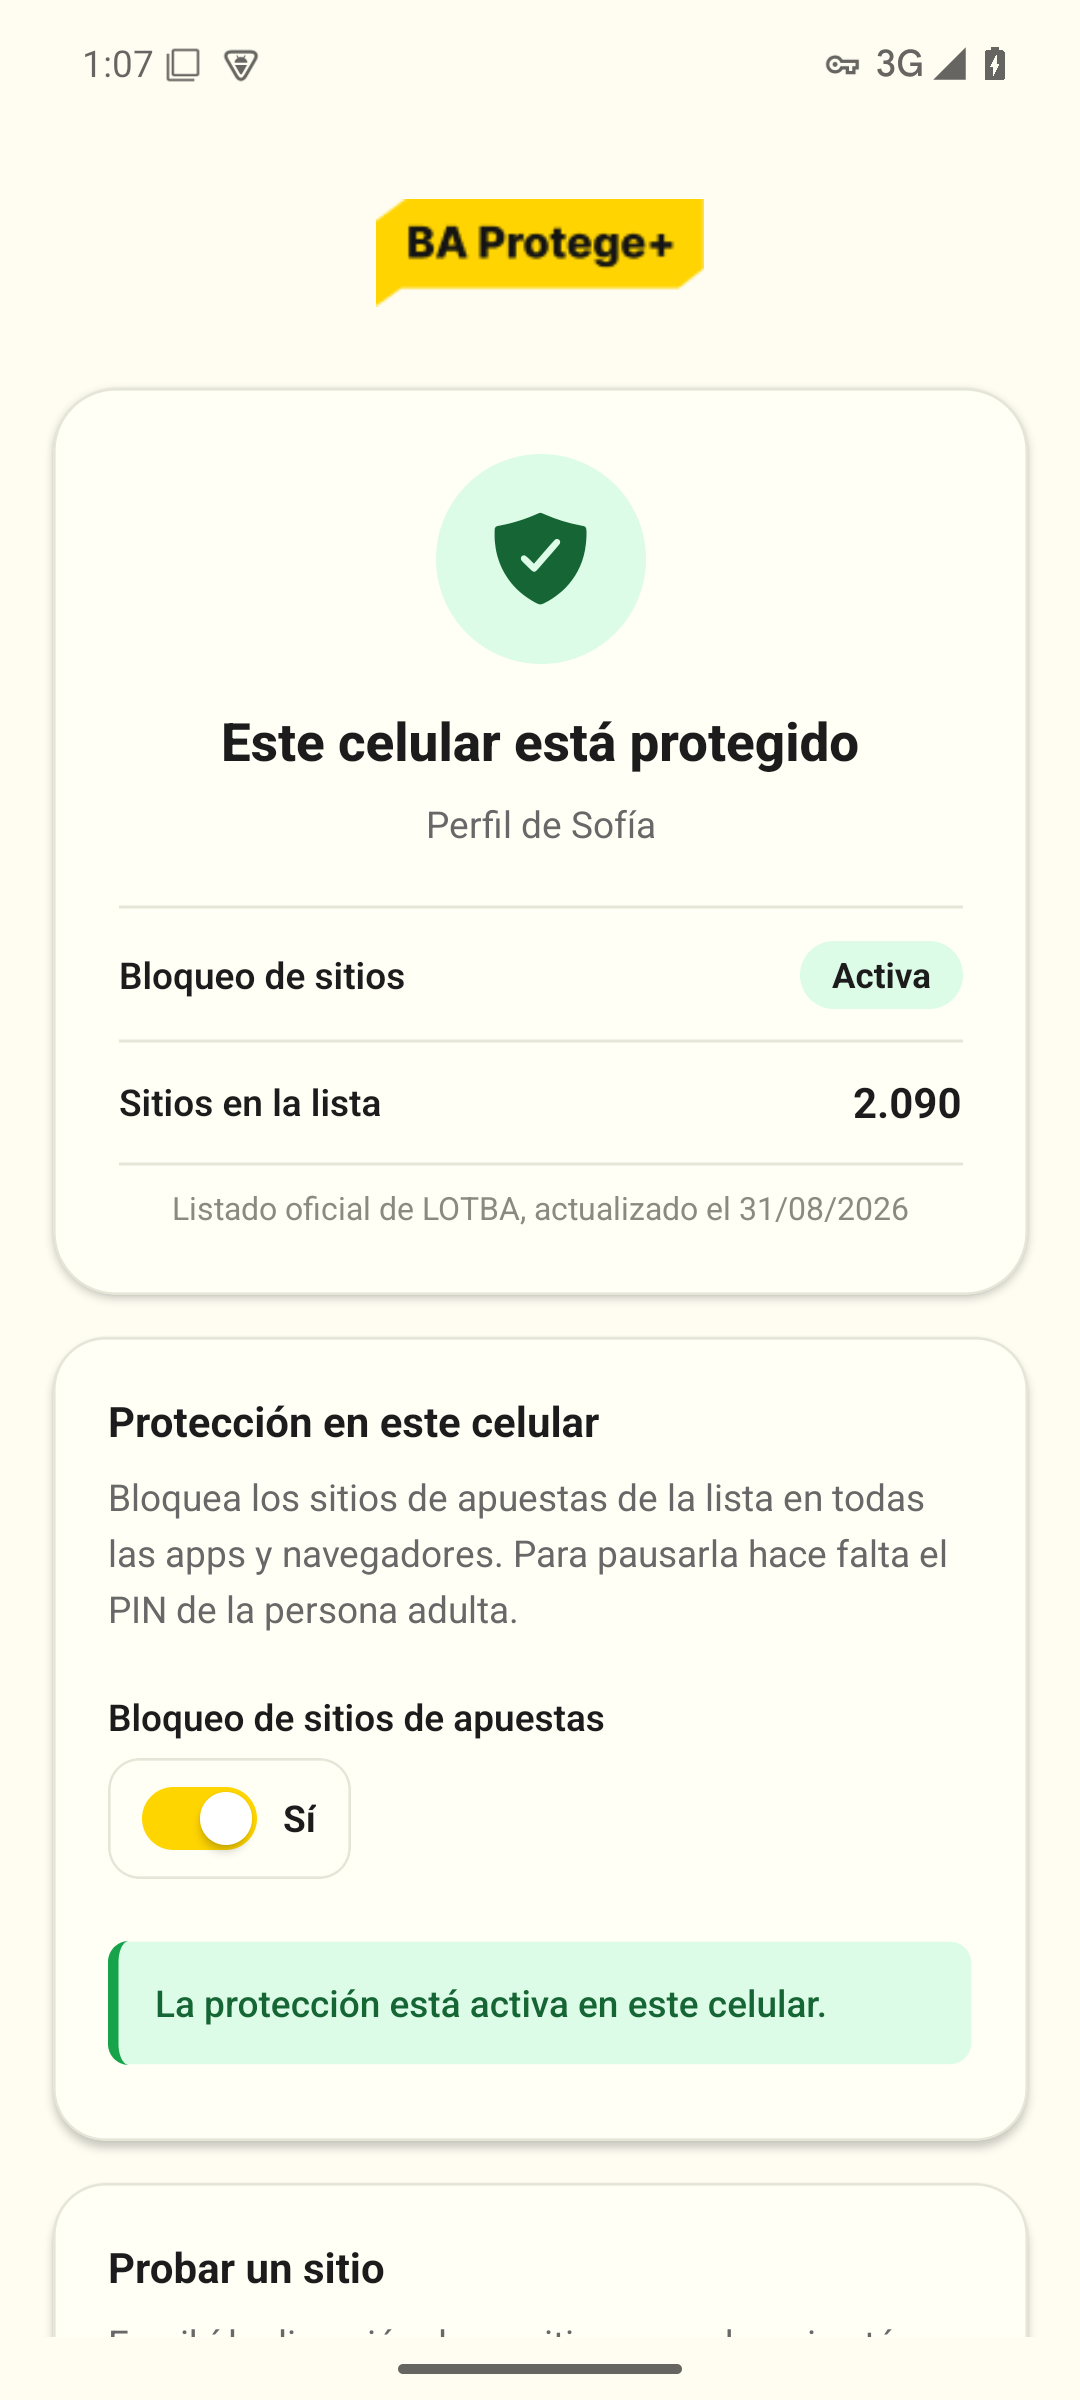 1:07
3G
BA Protege+
Este celular está protegido
Perfil de Sofía
Bloqueo de sitios
Activa
Sitios en la lista
2.090
Listado oficial de LOTBA, actualizado el 31/08/2026
Protección en este celular
Bloquea los sitios de apuestas de la lista en todas
las apps y navegadores. Para pausarla hace falta el
PIN de la persona adulta.
Bloqueo de sitios de apuestas
Sí
La protección está activa en este celular.
Probar un sitio